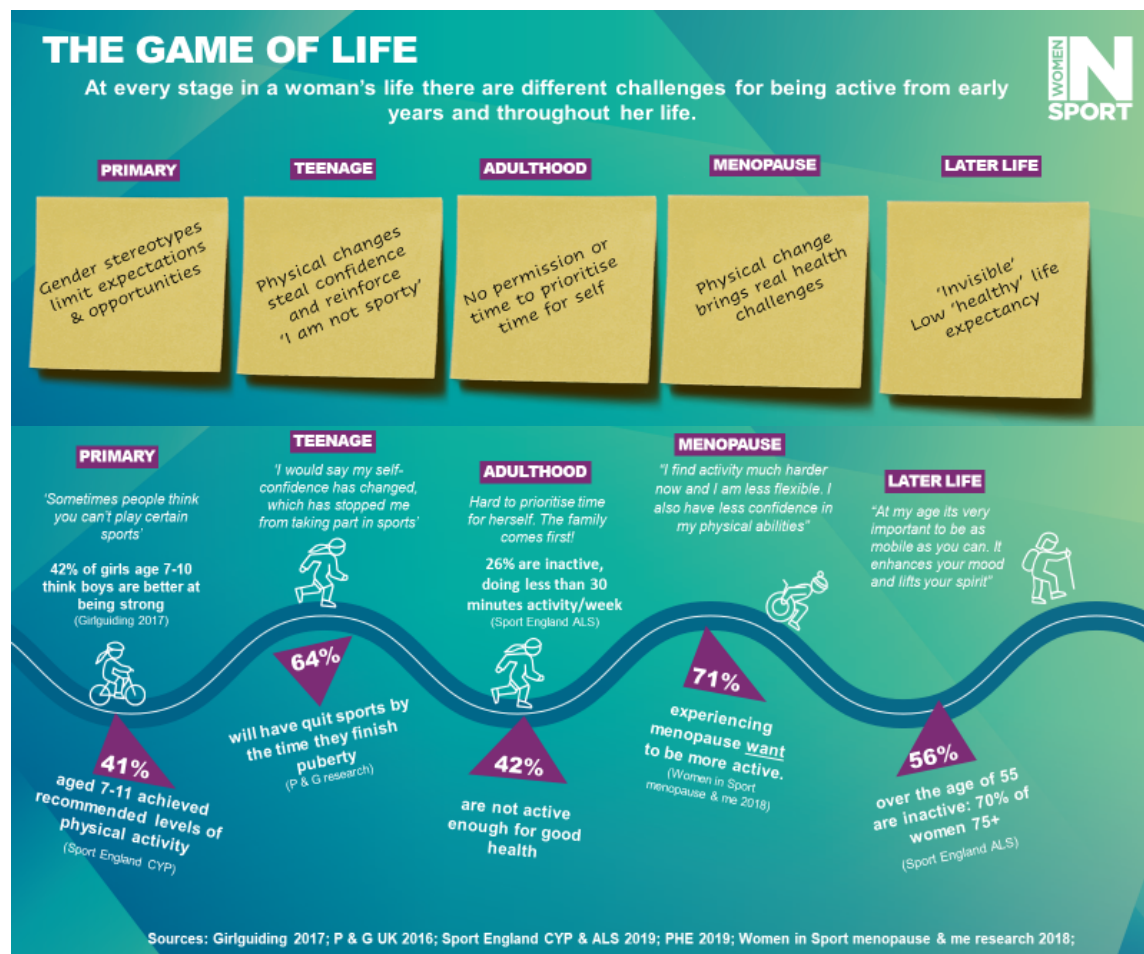 THE GAME OF LIFE
WOMEN
IN
SPORT
At every stage in a woman's life there are different challenges for being active from early
years and throughout her life.
PRIMARY
Gender stereotypes
limit expectations
& opportunities
TEENAGE
Physical changes
steal confidence
and reinforce
'I am not sporty'
ADULTHOOD
No permission or
time to prioritise
time for self
MENOPAUSE
Physical change
brings real health
challenges
LATER LIFE
'Invisible'
Low 'healthy' life
expectancy
PRIMARY
'Sometimes people think
you can't play certain
sports'
42% of girls age 7-10
think boys are better at
being strong
(Girlguiding 2017)
41%
aged 7-11 achieved
recommended levels of
physical activity
(Sport England CYP)
TEENAGE
'I would say my self-
confidence has changed,
which has stopped me
from taking part in sports'
64%
will have quit sports by
the time they finish
puberty
(P & G research)
ADULTHOOD
Hard to prioritise time
for herself. The family
comes first!
26% are inactive,
doing less than 30
minutes activity/week
(Sport England ALS)
42%
are not active
enough for good
health
MENOPAUSE
"I find activity much harder
now and I am less flexible. I
also have less confidence in
my physical abilities"
71%
experiencing
menopause want
to be more active.
(Women in Sport
menopause & me 2018)
LATER LIFE
"At my age its very
important to be as
mobile as you can. It
enhances your mood
and lifts your spirit"
56%
over the age of 55
are inactive: 70% of
women 75+
(Sport England ALS)
Sources: Girlguiding 2017; P & G UK 2016; Sport England CYP & ALS 2019; PHE 2019; Women in Sport menopause & me research 2018;